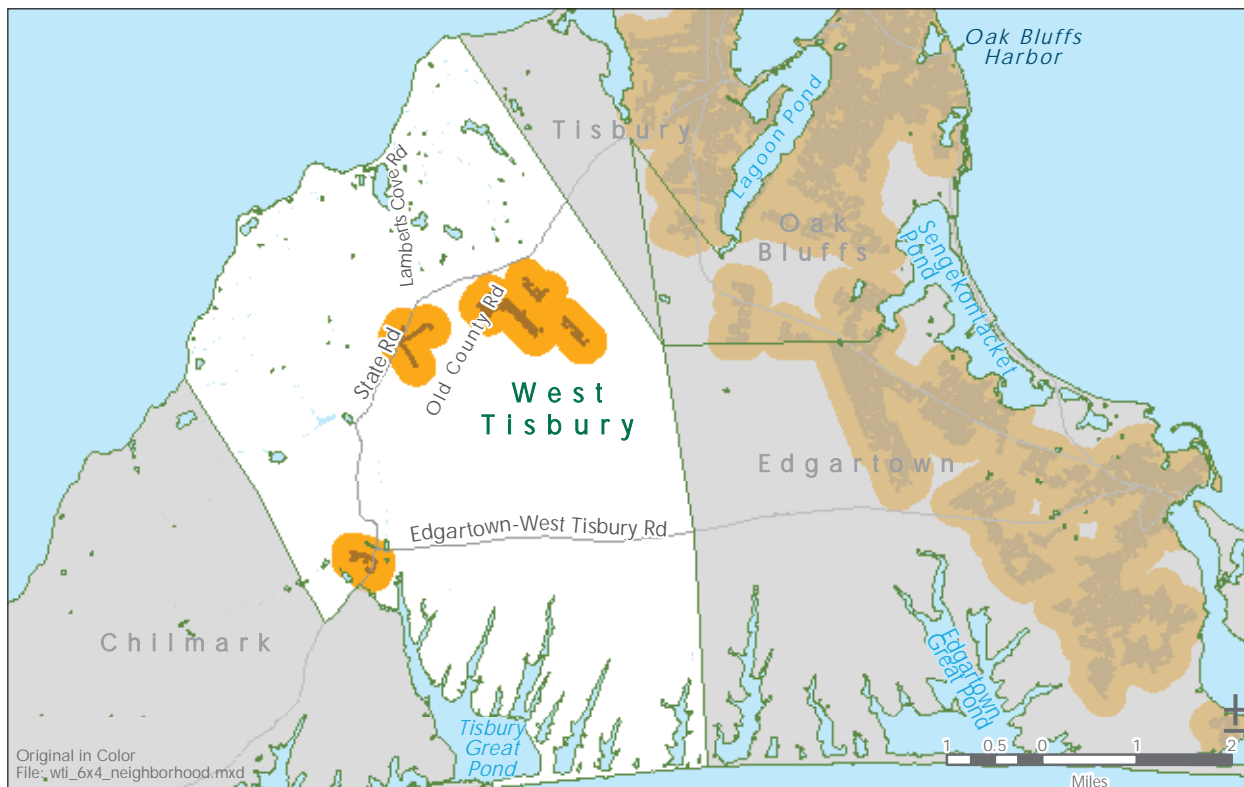 Oak Bluffs
Harbor
Tisbury
Lagoon Pond
Lamberts Cove Rd
Oak
Bluffs
Sengekontacket
Pond
State Rd
Old County Rd
West
Tisbury
Edgartown
Edgartown-West Tisbury Rd
Chilmark
Edgartown
Great Pond
Tisbury
Great
Pond
1 0.5 0 1 2
Miles
Original in Color
File: wti_6x4_neighborhood.mxd